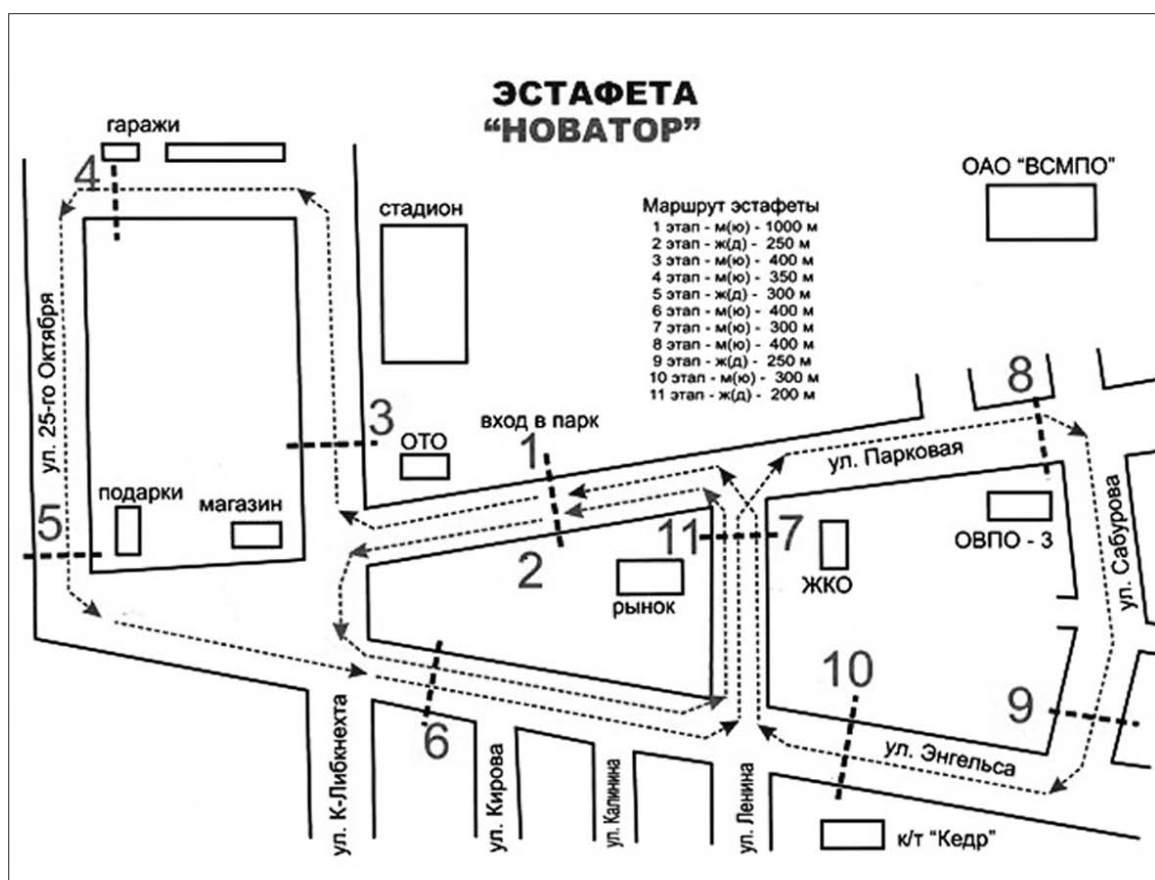 ЭСТАФЕТА
“НОВАТОР”
гаражи
4
стадион
ОАО “ВСМПО”
Маршрут эстафеты
1 этап - м(ю) - 1000 м
2 этап - ж(д) - 250 м
3 этап - м(ю) - 400 м
4 этап - м(ю) - 350 м
5 этап - ж(д) - 300 м
6 этап - м(ю) - 400 м
7 этап - м(ю) - 300 м
8 этап - м(ю) - 400 м
9 этап - ж(д) - 250 м
10 этап - м(ю) - 300 м
11 этап - ж(д) - 200 м
ул. 25-го Октября
3
ОТО
вход в парк
1
8
ул. Парковая
5
подарки
магазин
2
рынок
11
7
ЖКО
ОВПО - 3
ул. Сабурова
6
10
9
ул. Энгельса
ул. К-Либкнехта
ул. Кирова
ул. Калинина
ул. Ленина
к/т “Кедр”